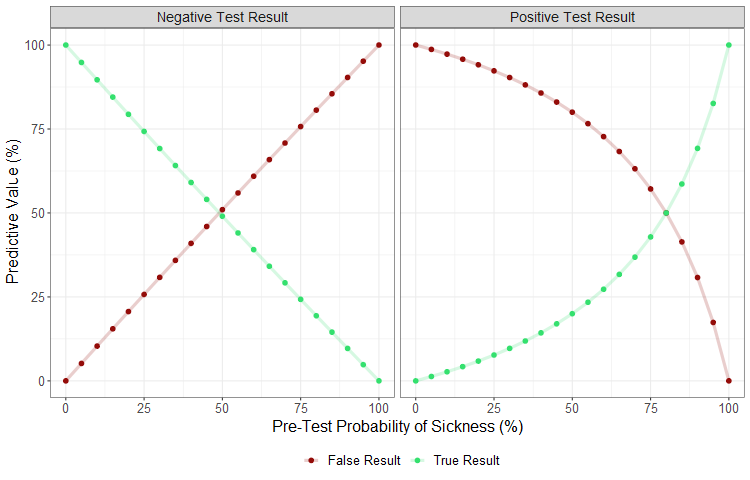 Negative Test Result
Positive Test Result
Predictive Value (%)
100
75
50
25
0
0 25 50 75 100
0 25 50 75 100
Pre-Test Probability of Sickness (%)
False Result
True Result